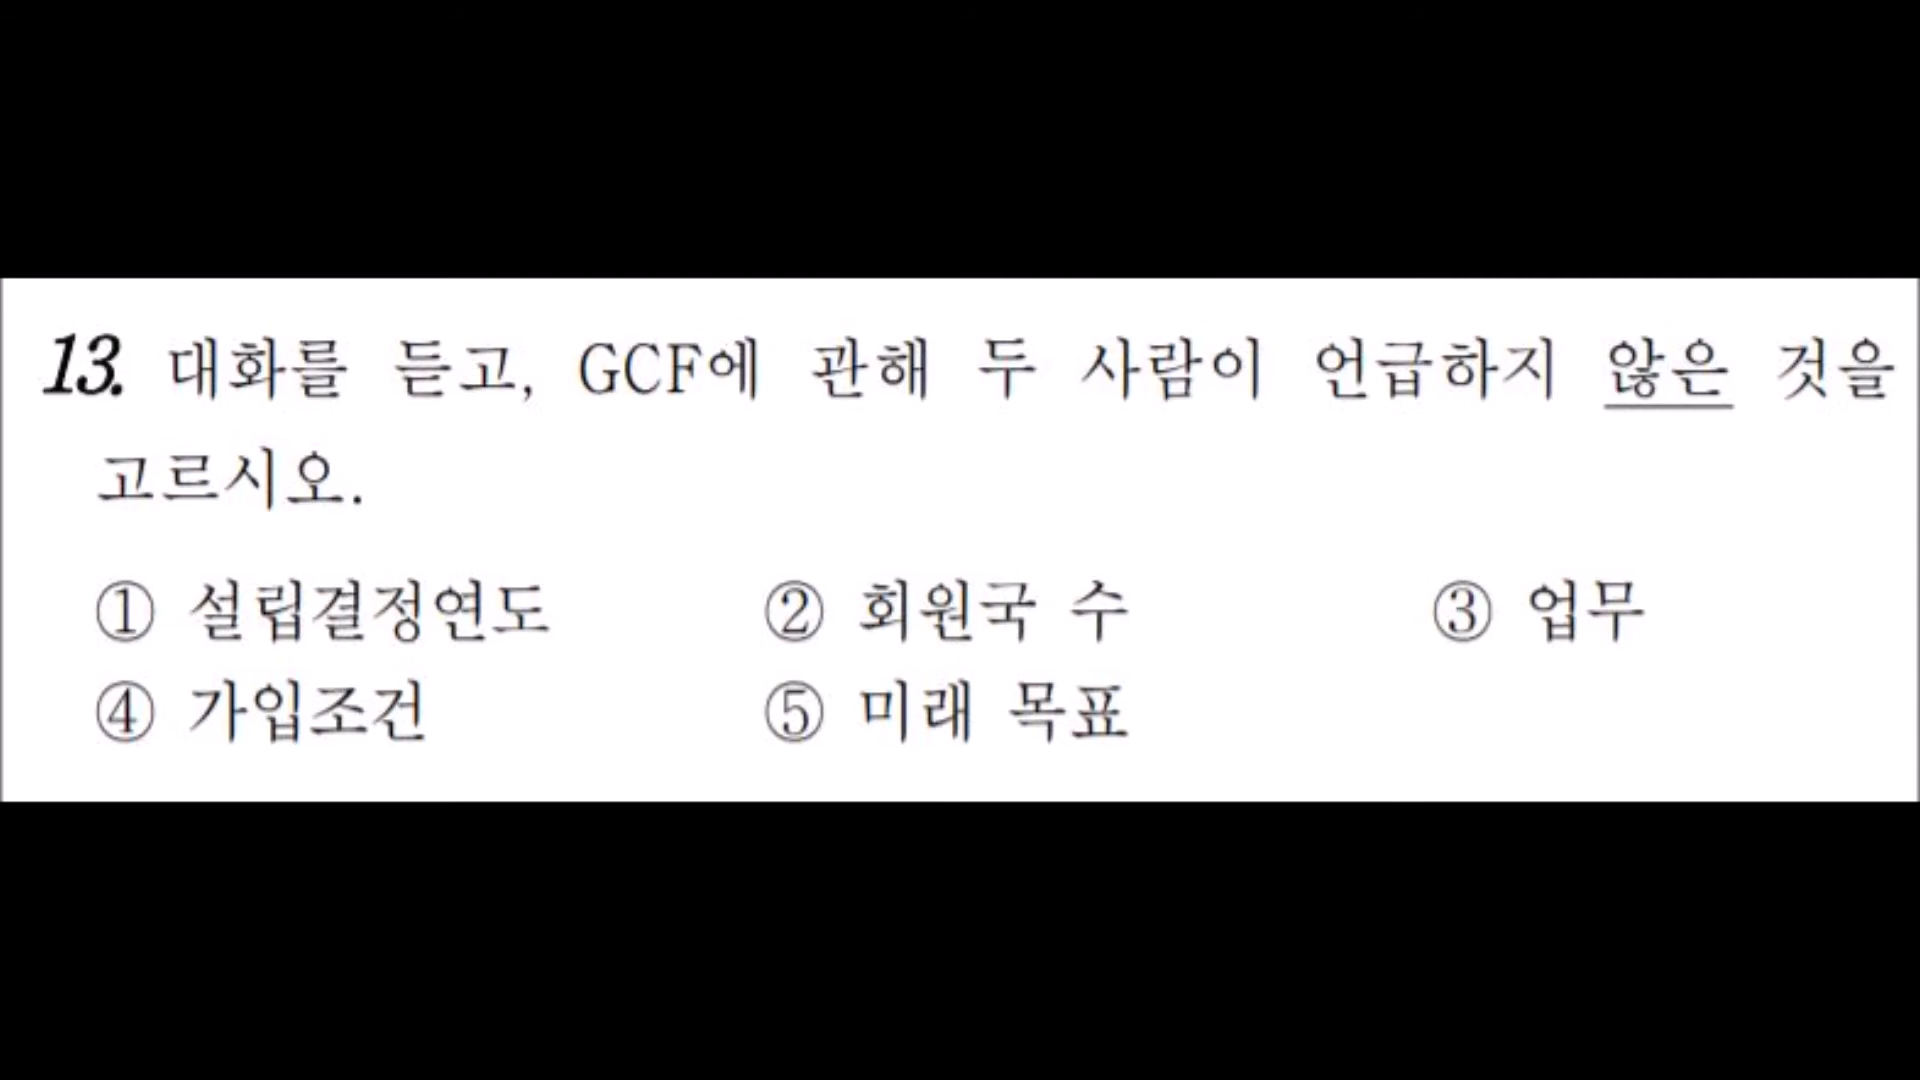 13. 대화를 듣고, GCF에 관해 두 사람이 언급하지 않은 것을
고르시오.
① 설립결정연도 ② 회원국 수 ③ 업무
④ 가입조건 ⑤ 미래 목표